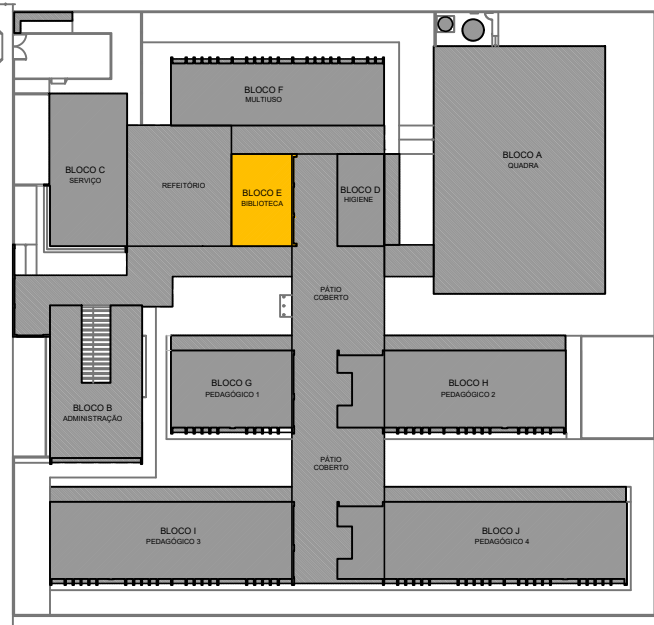 BLOCO F
MULTIUSO
BLOCO A
QUADRA
BLOCO C
SERVIÇO
REFEITÓRIO
BLOCO E
BIBLIOTECA
BLOCO D
HIGIENE
PÁTIO
COBERTO
BLOCO G
PEDAGÓGICO 1
BLOCO H
PEDAGÓGICO 2
BLOCO B
ADMINISTRAÇÃO
PÁTIO
COBERTO
BLOCO I
PEDAGÓGICO 3
BLOCO J
PEDAGÓGICO 4